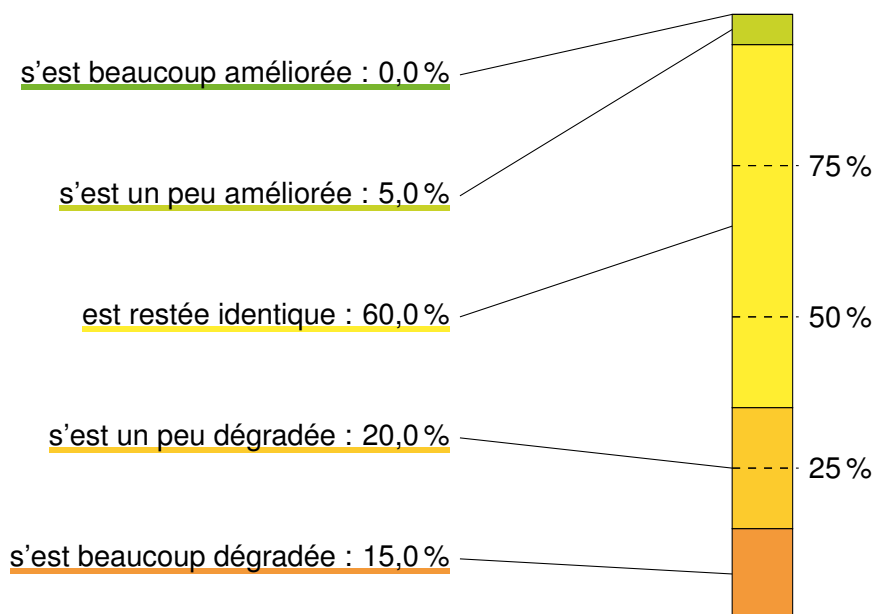 s'est beaucoup améliorée : 0,0 %
s'est un peu améliorée : 5,0 %
75 %
est restée identique : 60,0 %
50 %
s'est un peu dégradée : 20,0 %
25 %
s'est beaucoup dégradée : 15,0 %